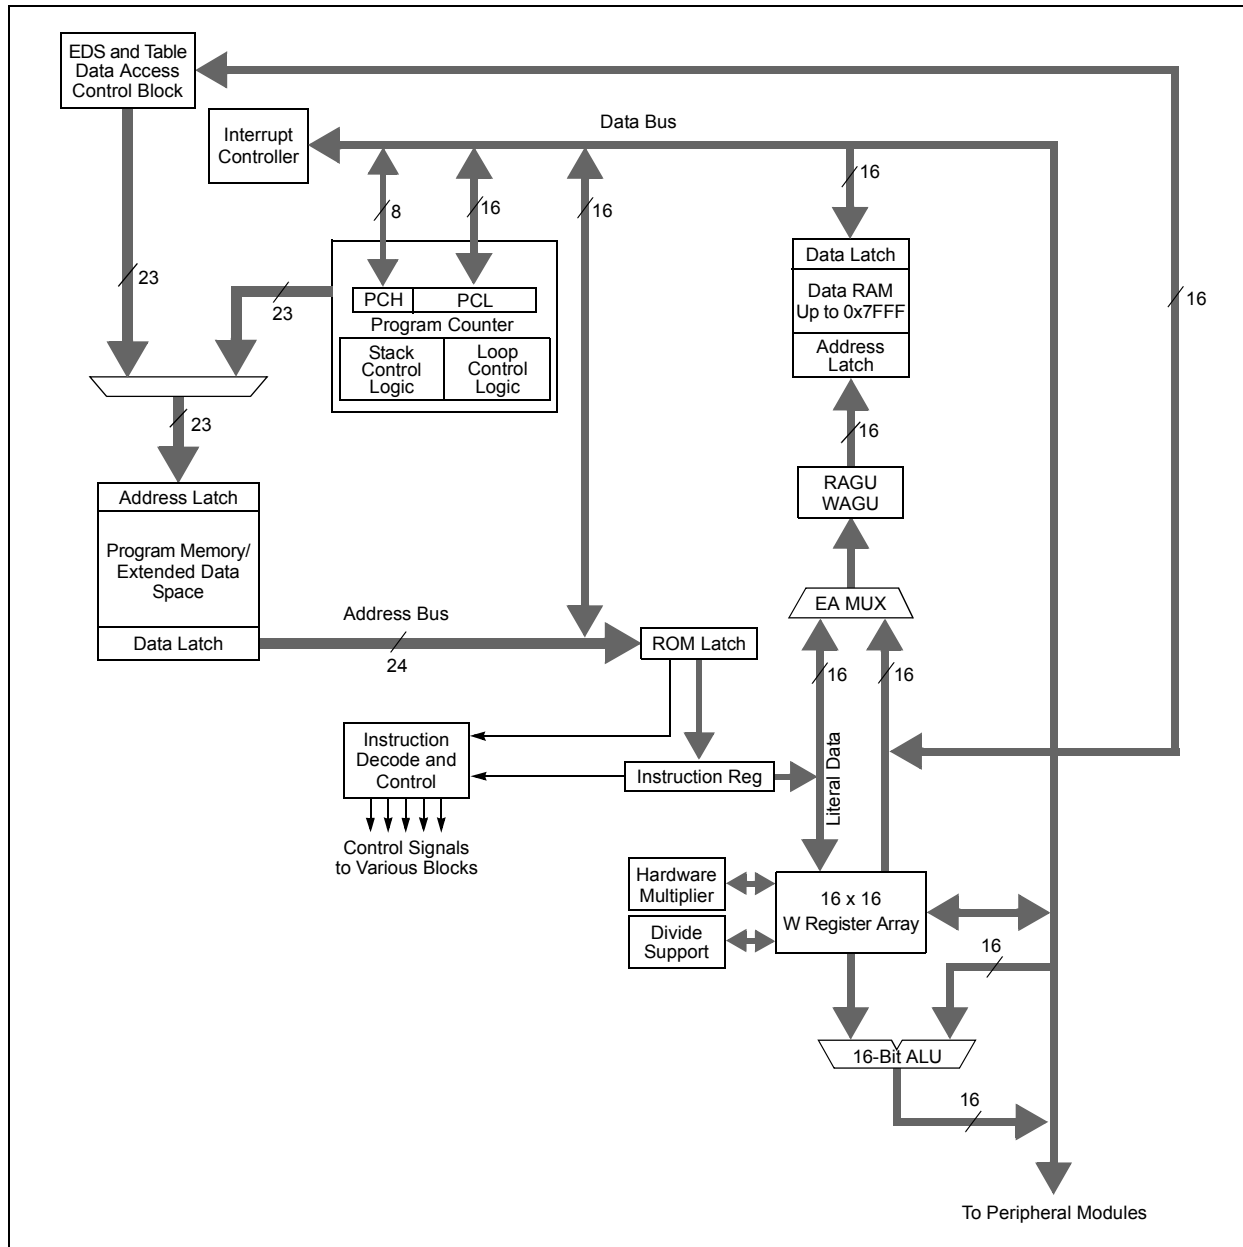 EDS and Table
Data Access
Control Block
Interrupt
Controller
Data Bus
8
16
16
16
16
23
23
23
PCH
PCL
Program Counter
Stack
Control
Logic
Loop
Control
Logic
Data Latch
Data RAM
Up to 0x7FFF
Address
Latch
16
RAGU
WAGU
EA MUX
Address Latch
Program Memory/
Extended Data
Space
Data Latch
Address Bus
24
ROM Latch
16
16
Instruction
Decode and
Control
Instruction Reg
Literal Data
Control Signals
to Various Blocks
Hardware
Multiplier
Divide
Support
16 x 16
W Register Array
16
16-Bit ALU
16
To Peripheral Modules